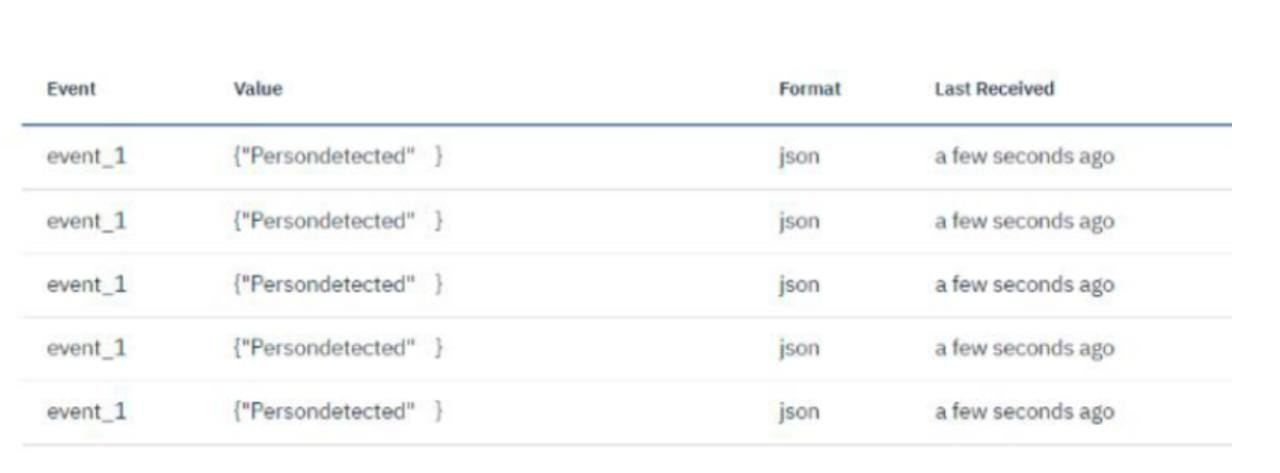 Event Value Format Last Received
event_1 {"Persondetected" } json a few seconds ago
event_1 {"Persondetected" } json a few seconds ago
event_1 {"Persondetected" } json a few seconds ago
event_1 {"Persondetected" } json a few seconds ago
event_1 {"Persondetected" } json a few seconds ago